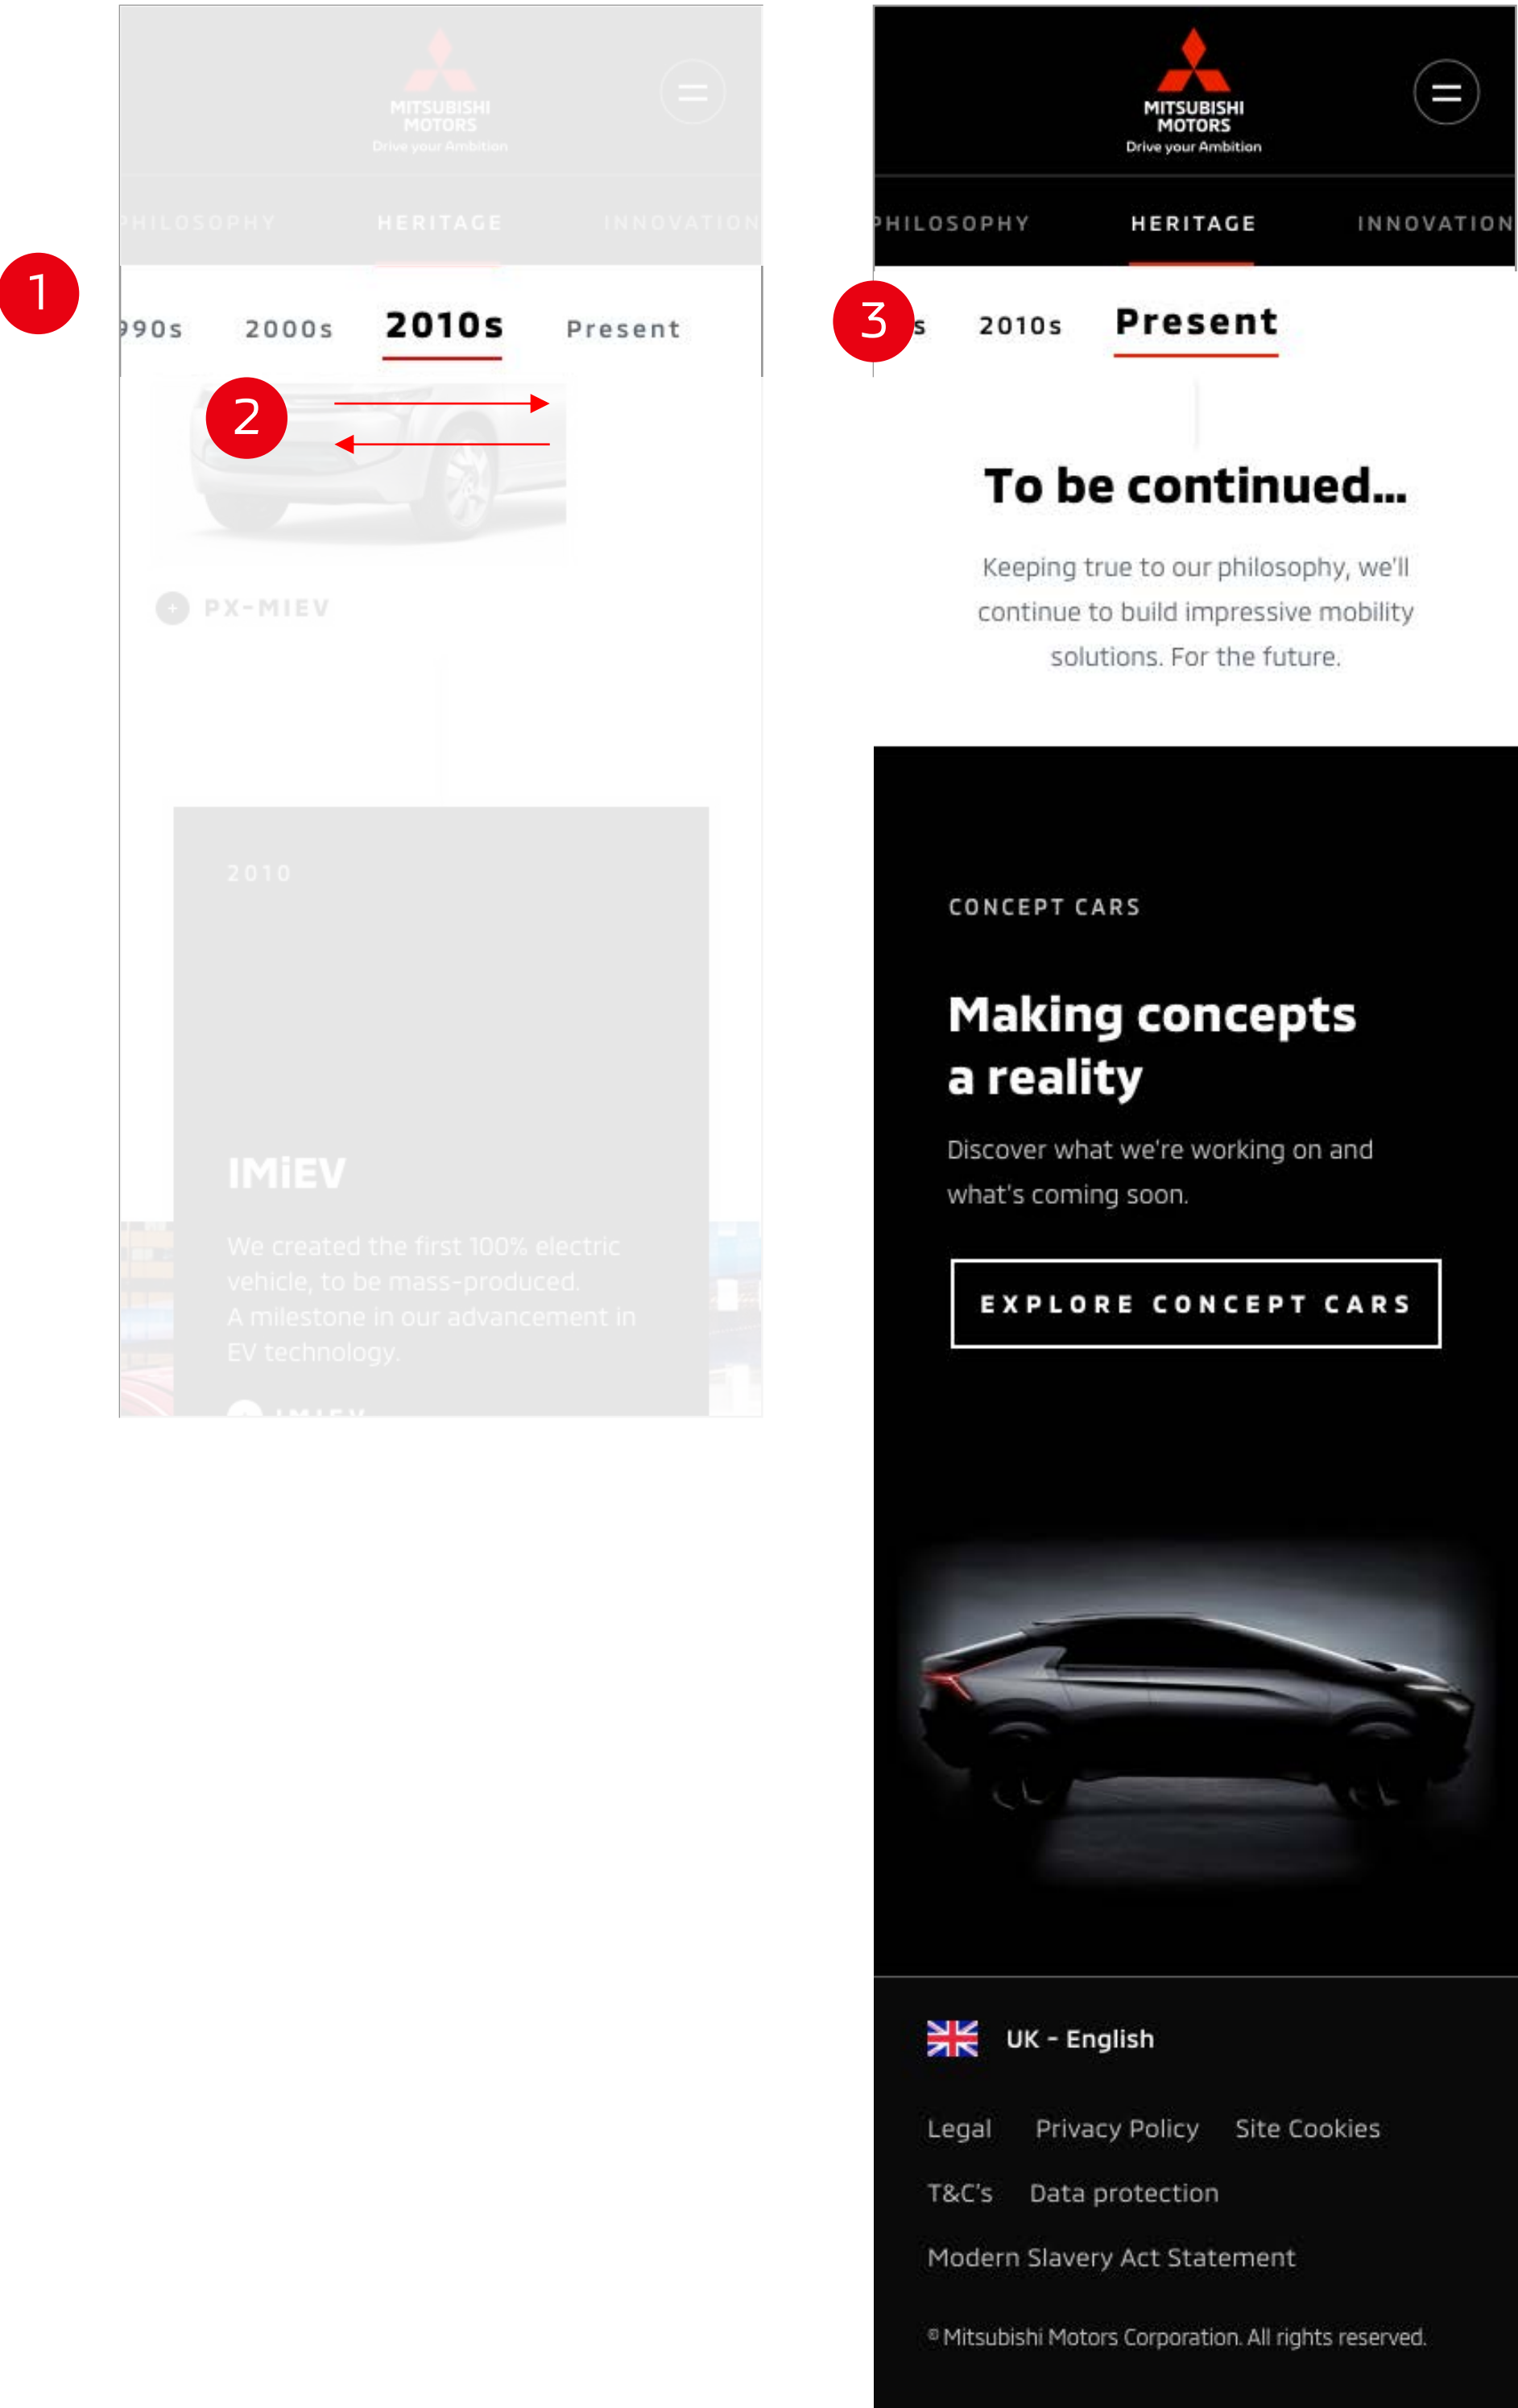 MITSUBISHI
MOTORS
Drive your Ambition
PHILOSOPHY HERITAGE INNOVATION
1
990s 2000s 2010s Present
2
PX-MIEV
2010
IMiEV
We created the first 100% electric
vehicle, to be mass-produced.
A milestone in our advancement in
EV technology.
IMIEV
MITSUBISHI
MOTORS
Drive your Ambition
PHILOSOPHY HERITAGE INNOVATION
3
s 2010s Present
To be continued...
Keeping true to our philosophy, we'll
continue to build impressive mobility
solutions. For the future.
CONCEPT CARS
Making concepts
a reality
Discover what we're working on and
what's coming soon.
EXPLORE CONCEPT CARS
UK - English
Legal Privacy Policy Site Cookies
T&C's Data protection
Modern Slavery Act Statement
© Mitsubishi Motors Corporation. All rights reserved.